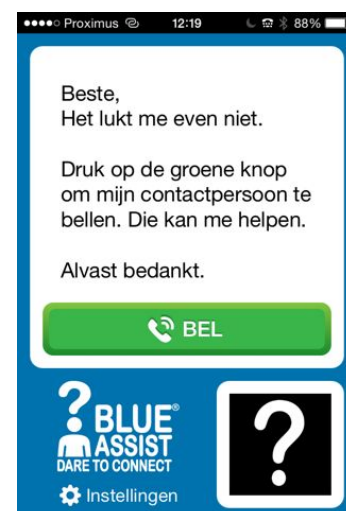 Proximus 12:19 88%
Beste,
Het lukt me even niet.
Druk op de groene knop
om mijn contactpersoon te
bellen. Die kan me helpen.
Alvast bedankt.
BEL
?
BLUE®
ASSIST
DARE TO CONNECT
?
Instellingen